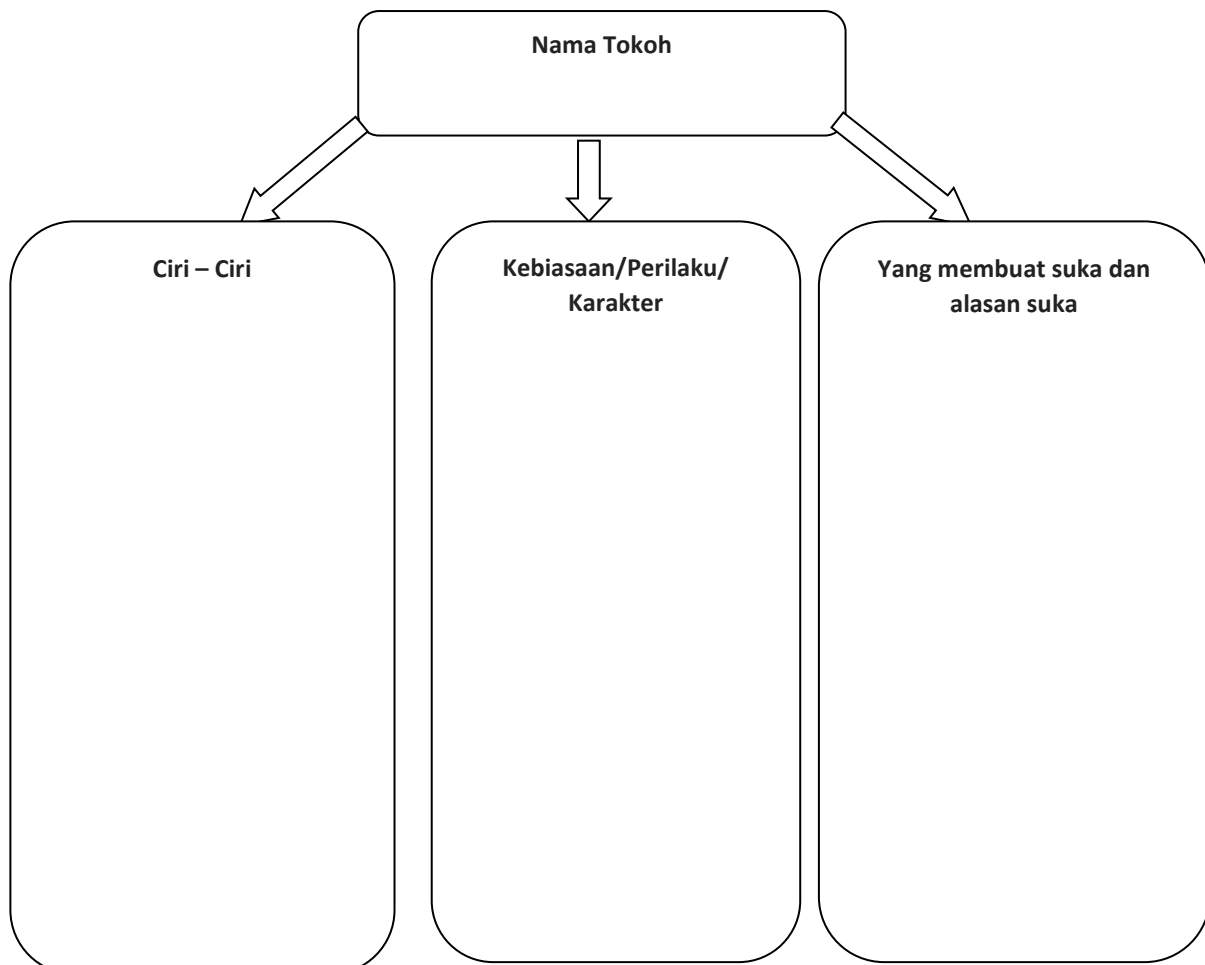 Nama Tokoh
Ciri – Ciri
Kebiasaan/Perilaku/
Karakter
Yang membuat suka dan
alasan suka